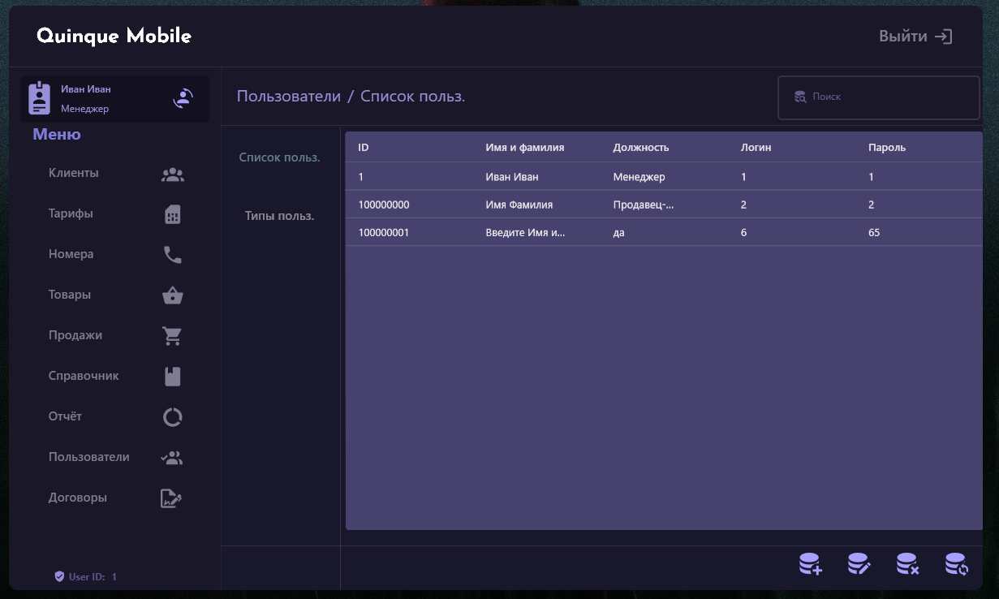 Quinque Mobile
Выйти
Иван Иван
Менеджер
Меню
Клиенты
Тарифы
Номера
Товары
Продажи
Справочник
Отчёт
Пользователи
Договоры
User ID: 1
Пользователи / Список польз.
Поиск
Список польз.
Типы польз.
ID Имя и фамилия Должность Логин Пароль
1 Иван Иван Менеджер 1 1
100000000 Имя Фамилия Продавец-... 2 2
100000001 Введите Имя и... да 6 65